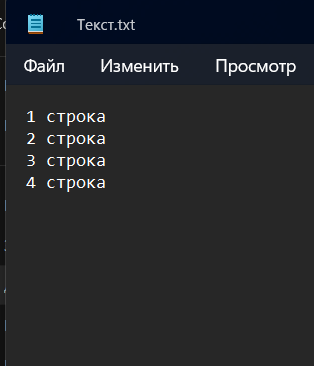 Текст.txt
Файл Изменить Просмотр
1 строка
2 строка
3 строка
4 строка